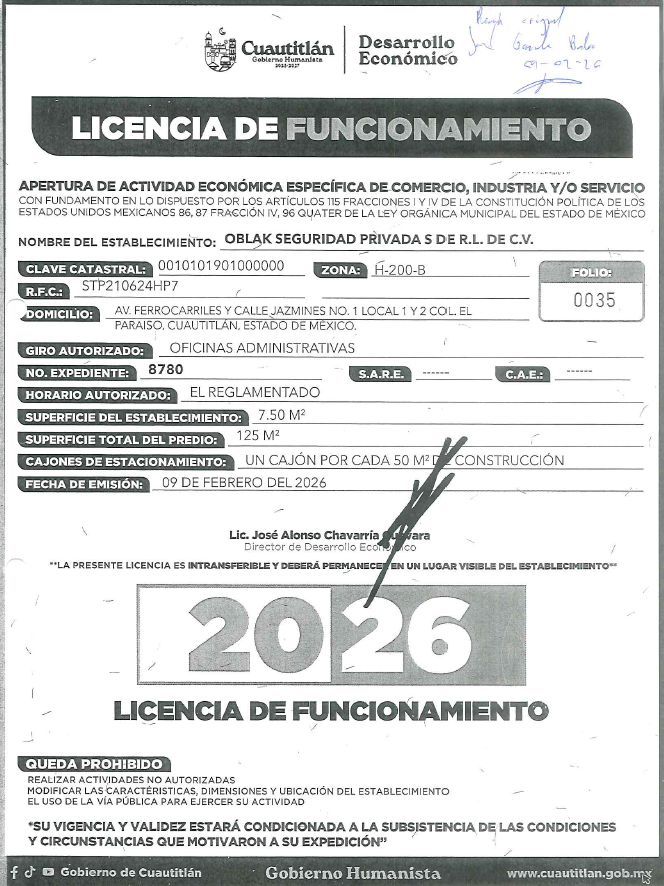 Cuautitlán
Gobierno Humanista
2025-2027
Desarrollo
Económico
09-02-26
LICENCIA DE FUNCIONAMIENTO
APERTURA DE ACTIVIDAD ECONÓMICA ESPECÍFICA DE COMERCIO, INDUSTRIA Y/O SERVICIO
CON FUNDAMENTO EN LO DISPUESTO POR LOS ARTÍCULOS 115 FRACCIONES I Y IV DE LA CONSTITUCIÓN POLÍTICA DE LOS
ESTADOS UNIDOS MEXICANOS 86, 87 FRACCIÓN IV, 96 QUATER DE LA LEY ORGÁNICA MUNICIPAL DEL ESTADO DE MÉXICO
NOMBRE DEL ESTABLECIMIENTO: OBLAK SEGURIDAD PRIVADA S DE R.L. DE C.V.
CLAVE CATASTRAL: 0010101901000000 ZONA: H-200-B
FOLIO:
R.F.C.: STP210624HP7
0035
DOMICILIO: AV. FERROCARRILES Y CALLE JAZMINES NO. 1 LOCAL 1 Y 2 COL. EL
PARAISO, CUAUTITLÁN, ESTADO DE MÉXICO.
GIRO AUTORIZADO: OFICINAS ADMINISTRATIVAS
NO. EXPEDIENTE: 8780 S.A.R.E. ------ C.A.E.: ------
HORARIO AUTORIZADO: EL REGLAMENTADO
SUPERFICIE DEL ESTABLECIMIENTO: 7.50 M²
SUPERFICIE TOTAL DEL PREDIO: 125 M²
CAJONES DE ESTACIONAMIENTO: UN CAJÓN POR CADA 50 M² DE CONSTRUCCIÓN
FECHA DE EMISIÓN: 09 DE FEBRERO DEL 2026
Lic. José Alonso Chavarría Guevara
Director de Desarrollo Económico
"LA PRESENTE LICENCIA ES INTRANSFERIBLE Y DEBERÁ PERMANECER EN UN LUGAR VISIBLE DEL ESTABLECIMIENTO"
2026
LICENCIA DE FUNCIONAMIENTO
QUEDA PROHIBIDO
REALIZAR ACTIVIDADES NO AUTORIZADAS
MODIFICAR LAS CARACTERÍSTICAS, DIMENSIONES Y UBICACIÓN DEL ESTABLECIMIENTO
EL USO DE LA VÍA PÚBLICA PARA EJERCER SU ACTIVIDAD
"SU VIGENCIA Y VALIDEZ ESTARÁ CONDICIONADA A LA SUBSISTENCIA DE LAS CONDICIONES
Y CIRCUNSTANCIAS QUE MOTIVARON A SU EXPEDICIÓN"
Gobierno de Cuautitlán Gobierno Humanista www.cuautitlan.gob.mx